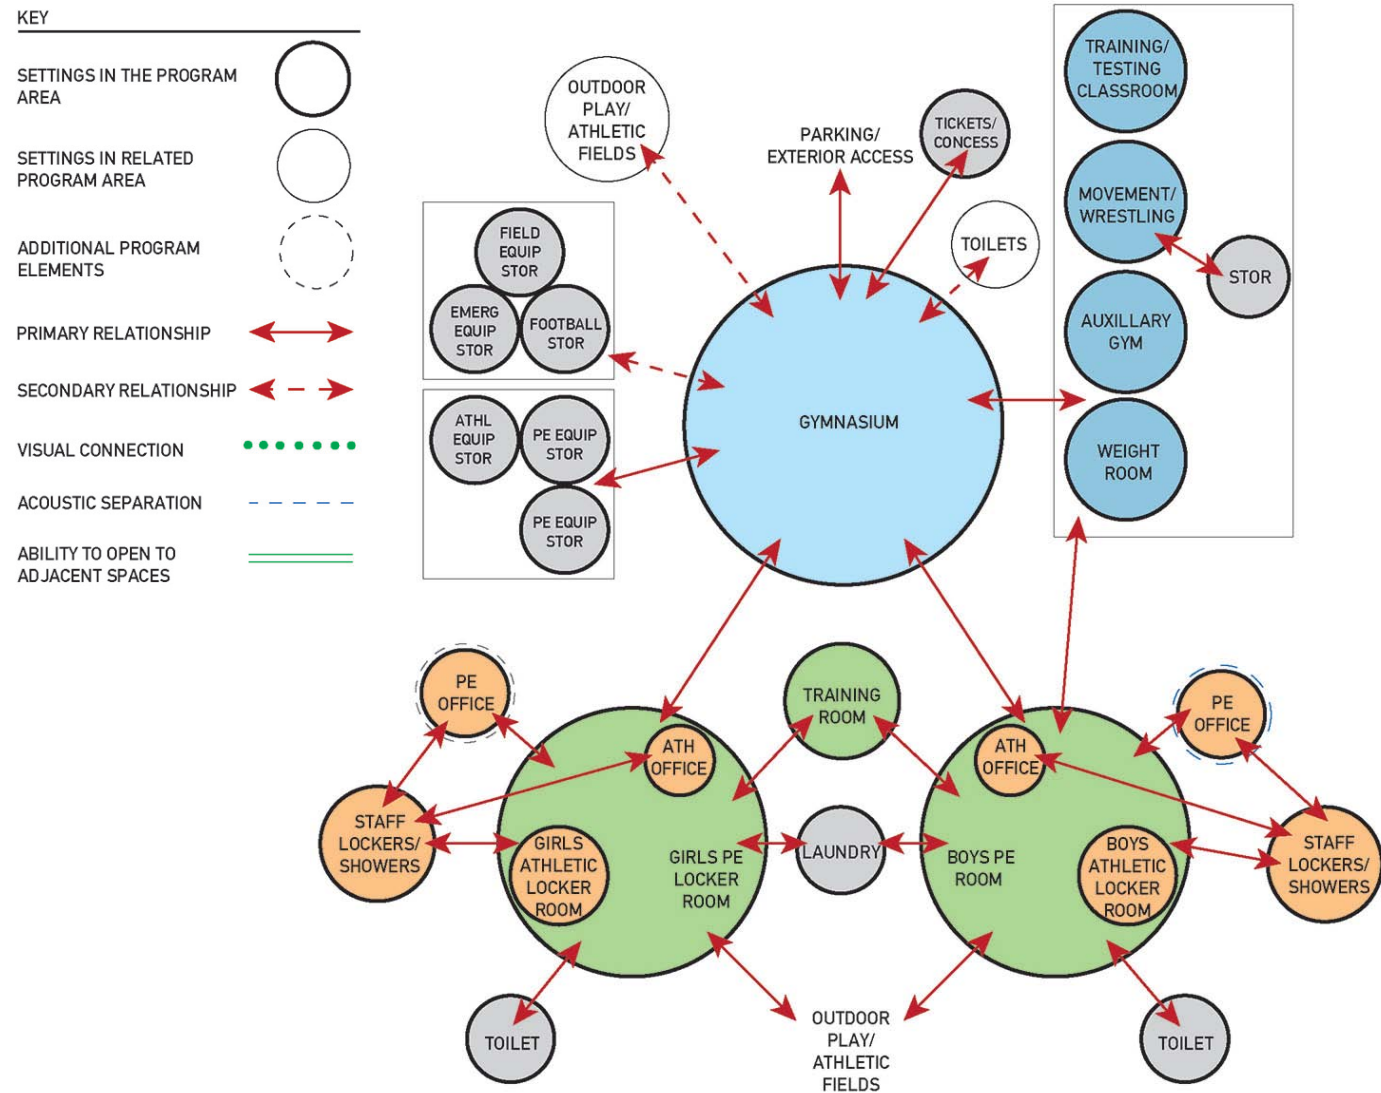 KEY
SETTINGS IN THE PROGRAM
AREA
SETTINGS IN RELATED
PROGRAM AREA
ADDITIONAL PROGRAM
ELEMENTS
PRIMARY RELATIONSHIP
SECONDARY RELATIONSHIP
VISUAL CONNECTION
ACOUSTIC SEPARATION
ABILITY TO OPEN TO
ADJACENT SPACES
OUTDOOR
PLAY/
ATHLETIC
FIELDS
PARKING/
EXTERIOR ACCESS
TICKETS/
CONCESS
TOILETS
TRAINING/
TESTING
CLASSROOM
MOVEMENT/
WRESTLING
STOR
AUXILLARY
GYM
WEIGHT
ROOM
FIELD
EQUIP
STOR
EMERG
EQUIP
STOR
FOOTBALL
STOR
ATHL
EQUIP
STOR
PE EQUIP
STOR
PE EQUIP
STOR
GYMNASIUM
PE
OFFICE
STAFF
LOCKERS/
SHOWERS
ATH
OFFICE
GIRLS
ATHLETIC
LOCKER
ROOM
GIRLS PE
LOCKER
ROOM
TOILET
TRAINING
ROOM
LAUNDRY
OUTDOOR
PLAY/
ATHLETIC
FIELDS
ATH
OFFICE
BOYS PE
ROOM
BOYS
ATHLETIC
LOCKER
ROOM
PE
OFFICE
STAFF
LOCKERS/
SHOWERS
TOILET